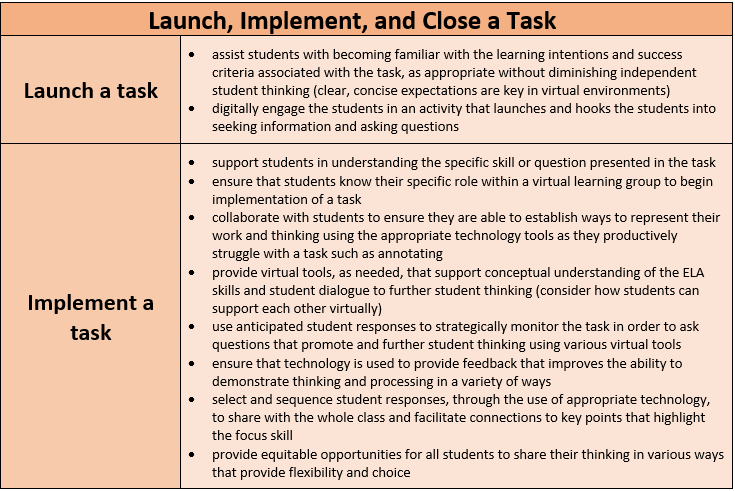 Launch, Implement, and Close a Task
Launch a task
• assist students with becoming familiar with the learning intentions and success
criteria associated with the task, as appropriate without diminishing independent
student thinking (clear, concise expectations are key in virtual environments)
• digitally engage the students in an activity that launches and hooks the students into
seeking information and asking questions
Implement a
task
• support students in understanding the specific skill or question presented in the task
• ensure that students know their specific role within a virtual learning group to begin
implementation of a task
• collaborate with students to ensure they are able to establish ways to represent their
work and thinking using the appropriate technology tools as they productively
struggle with a task such as annotating
• provide virtual tools, as needed, that support conceptual understanding of the ELA
skills and student dialogue to further student thinking (consider how students can
support each other virtually)
• use anticipated student responses to strategically monitor the task in order to ask
questions that promote and further student thinking using various virtual tools
• ensure that technology is used to provide feedback that improves the ability to
demonstrate thinking and processing in a variety of ways
• select and sequence student responses, through the use of appropriate technology,
to share with the whole class and facilitate connections to key points that highlight
the focus skill
• provide equitable opportunities for all students to share their thinking in various ways
that provide flexibility and choice